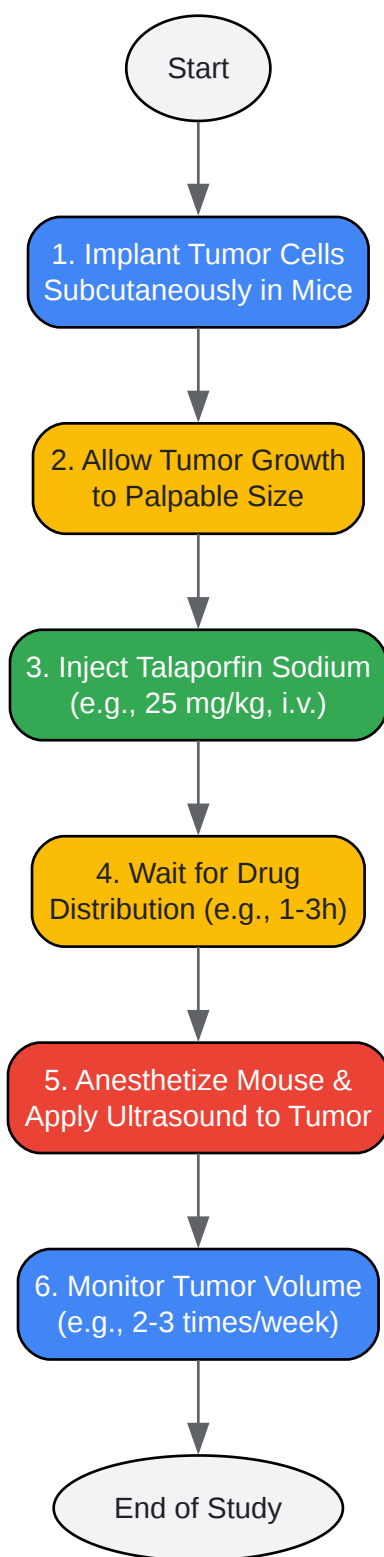 Start
1. Implant Tumor Cells
Subcutaneously in Mice
2. Allow Tumor Growth
to Palpable Size
3. Inject Talaporfin Sodium
(e.g., 25 mg/kg, i.v.)
4. Wait for Drug
Distribution (e.g., 1-3h)
5. Anesthetize Mouse &
Apply Ultrasound to Tumor
6. Monitor Tumor Volume
(e.g., 2-3 times/week)
End of Study